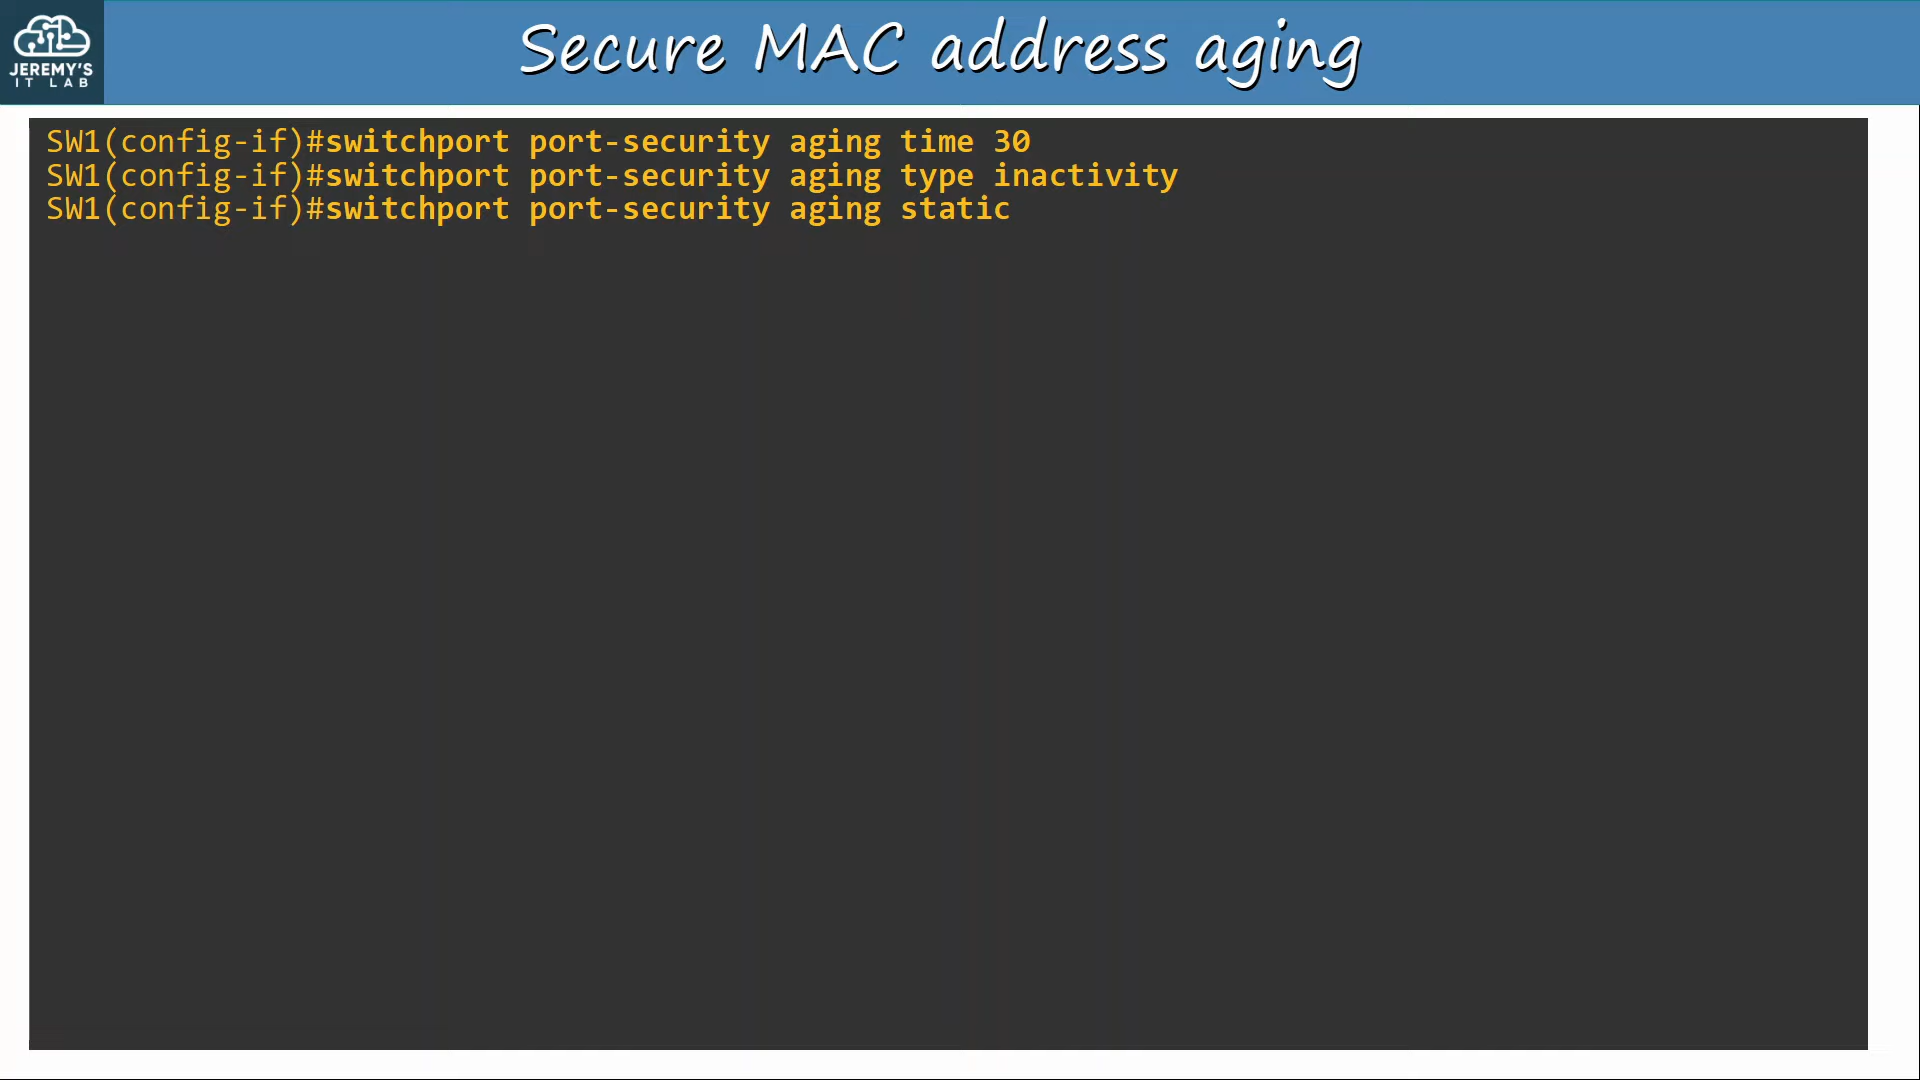 JEREMY'S
IT LAB
Secure MAC address aging
SW1(config-if)#switchport port-security aging time 30
SW1(config-if)#switchport port-security aging type inactivity
SW1(config-if)#switchport port-security aging static